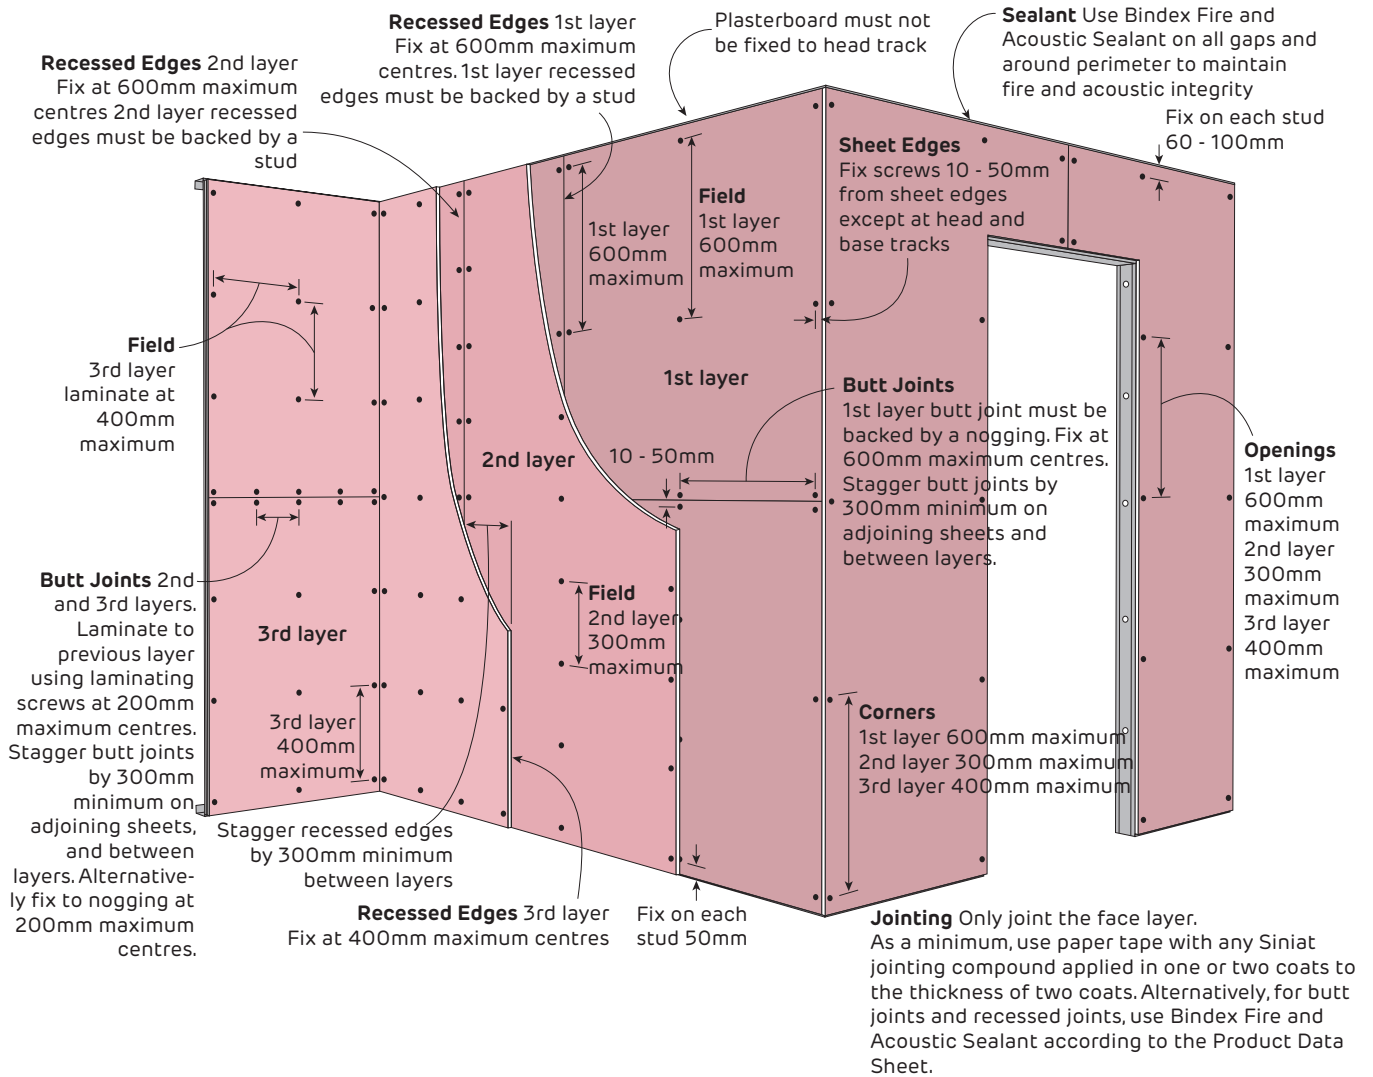 Recessed Edges 2nd layer
Fix at 600mm maximum
centres 2nd layer recessed
edges must be backed by a
stud
Recessed Edges 1st layer
Fix at 600mm maximum
centres. 1st layer recessed
edges must be backed by a stud
Plasterboard must not
be fixed to head track
Sealant Use Bindex Fire and
Acoustic Sealant on all gaps and
around perimeter to maintain
fire and acoustic integrity
Fix on each stud
60 - 100mm
Sheet Edges
Fix screws 10 - 50mm
from sheet edges
except at head and
base tracks
Field
1st layer
600mm
maximum
1st layer
600mm
maximum
Field
3rd layer
laminate at
400mm
maximum
1st layer
Butt Joints
1st layer butt joint must be
backed by a nogging. Fix at
600mm maximum centres.
Stagger butt joints by
300mm minimum on
adjoining sheets and
between layers.
2nd layer
10 - 50mm
Openings
1st layer
600mm
maximum
2nd layer
300mm
maximum
3rd layer
400mm
maximum
Butt Joints 2nd
and 3rd layers.
Laminate to
previous layer
using laminating
screws at 200mm
maximum centres.
Stagger butt joints
by 300mm
minimum on
adjoining sheets,
and between
layers. Alternative-
ly fix to nogging at
200mm maximum
centres.
3rd layer
Field
2nd layer
300mm
maximum
3rd layer
400mm
maximum
Corners
1st layer 600mm maximum
2nd layer 300mm maximum
3rd layer 400mm maximum
Stagger recessed edges
by 300mm minimum
between layers
Recessed Edges 3rd layer
Fix at 400mm maximum centres
Fix on each
stud 50mm
Jointing Only joint the face layer.
As a minimum, use paper tape with any Siniat
jointing compound applied in one or two coats to
the thickness of two coats. Alternatively, for butt
joints and recessed joints, use Bindex Fire and
Acoustic Sealant according to the Product Data
Sheet.